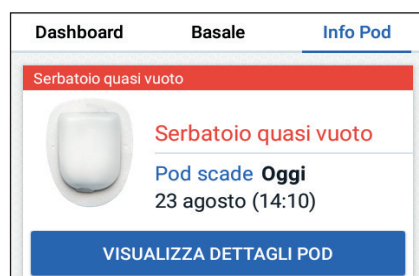 Dashboard Basale Info Pod
Serbatoio quasi vuoto
Serbatoio quasi vuoto
Pod scade Oggi
23 agosto (14:10)
VISUALIZZA DETTAGLI POD